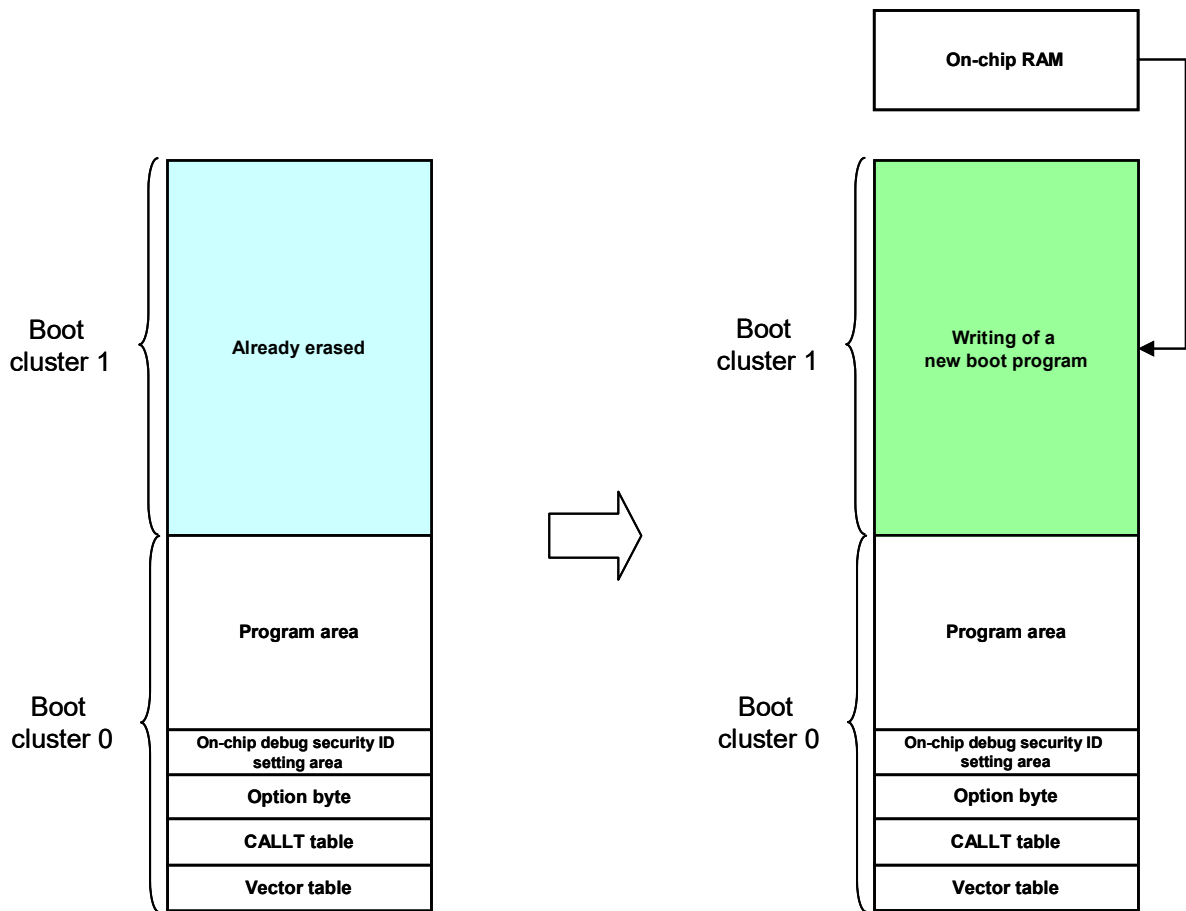 On-chip RAM
Boot
cluster 1
Already erased
Boot
cluster 1
Writing of a
new boot program
Boot
cluster 0
Program area
On-chip debug security ID
setting area
Option byte
CALLT table
Vector table
Boot
cluster 0
Program area
On-chip debug security ID
setting area
Option byte
CALLT table
Vector table